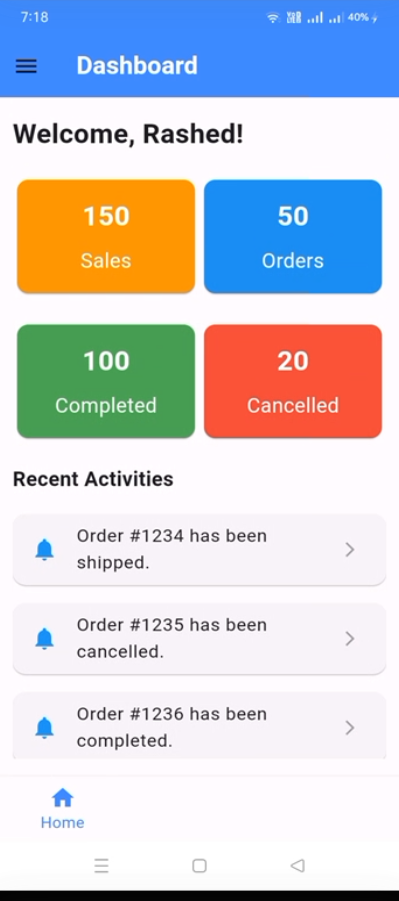 7:18
40%
Dashboard
Welcome, Rashed!
150
50
Sales
Orders
100
20
Completed
Cancelled
Recent Activities
Order #1234 has been
shipped.
Order #1235 has been
cancelled.
Order #1236 has been
completed.
Home